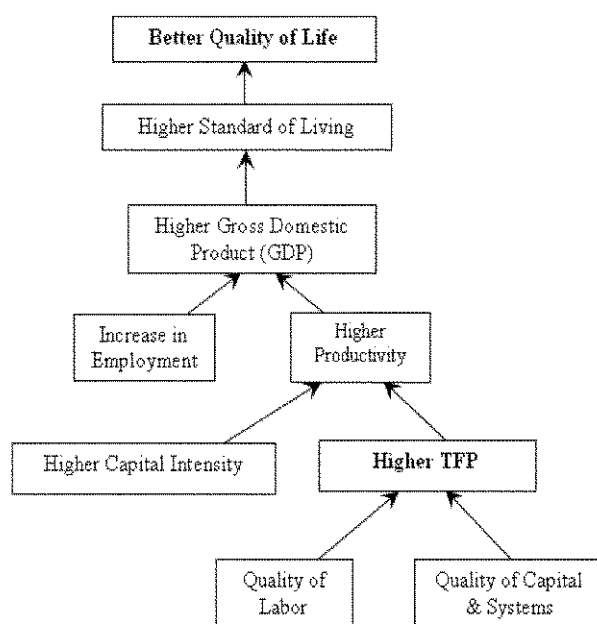 Better Quality of Life
Higher Standard of Living
Higher Gross Domestic
Product (GDP)
Increase in
Employment
Higher
Productivity
Higher Capital Intensity
Higher TFP
Quality of
Labor
Quality of Capital
& Systems